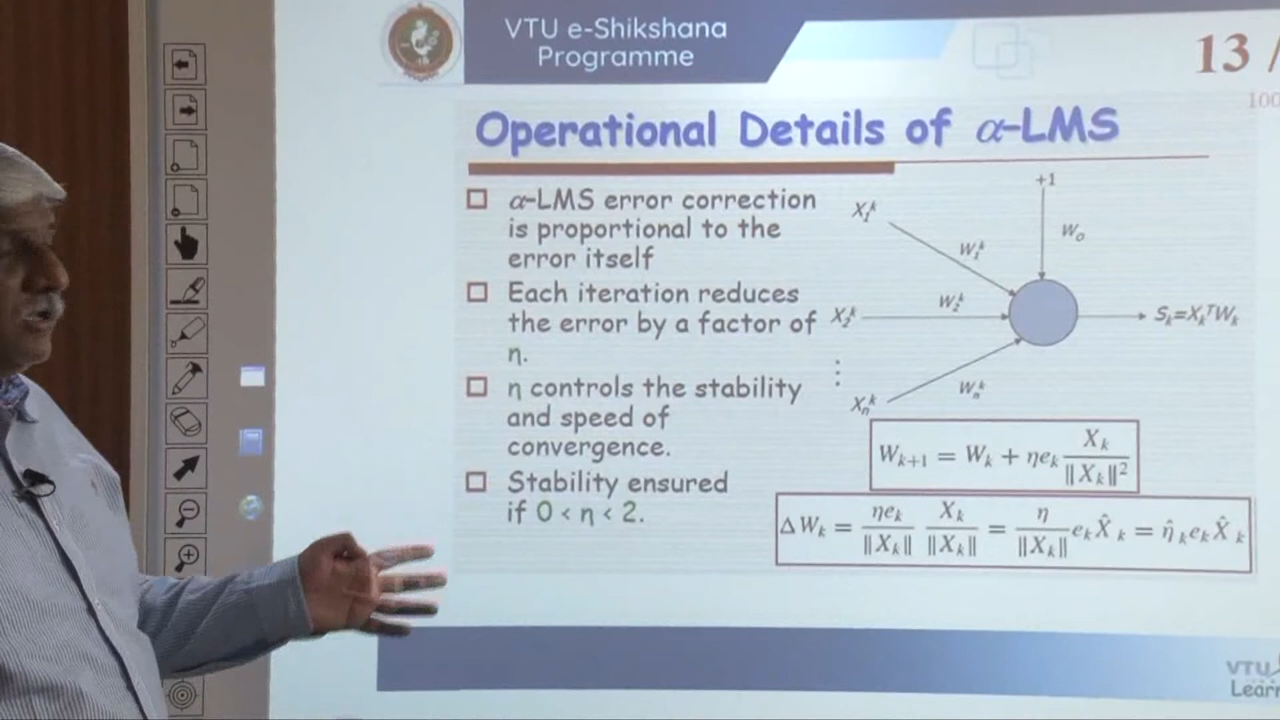 VTU e-Shikshana
Programme
13 /
100
Operational Details of α-LMS
α-LMS error correction
is proportional to the
error itself
Each iteration reduces
the error by a factor of
η.
η controls the stability
and speed of
convergence.
Stability ensured
if 0 < η < 2.
+1
X₁ᵏ
W₀
W₁ᵏ
X₂ᵏ
W₂ᵏ
Sₖ=XₖᵀWₖ
⋮
Xₙᵏ
Wₙᵏ
Wₖ₊₁ = Wₖ + ηeₖ Xₖ / ‖Xₖ‖²
ΔWₖ = ηeₖ / ‖Xₖ‖ Xₖ / ‖Xₖ‖ = η / ‖Xₖ‖ eₖX̂ₖ = η̂ₖeₖX̂ₖ
VTU
Learn